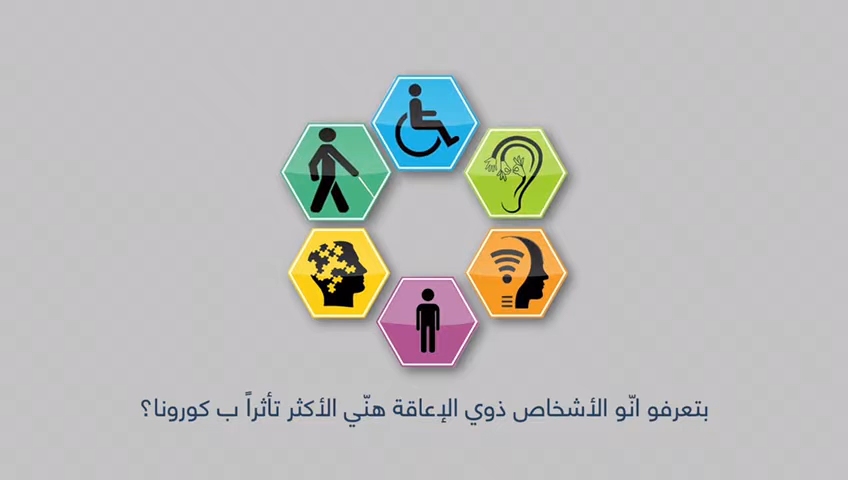 بتعرفو انّو الأشخاص ذوي الإعاقة هنّي الأكثر تأثراً ب كورونا؟